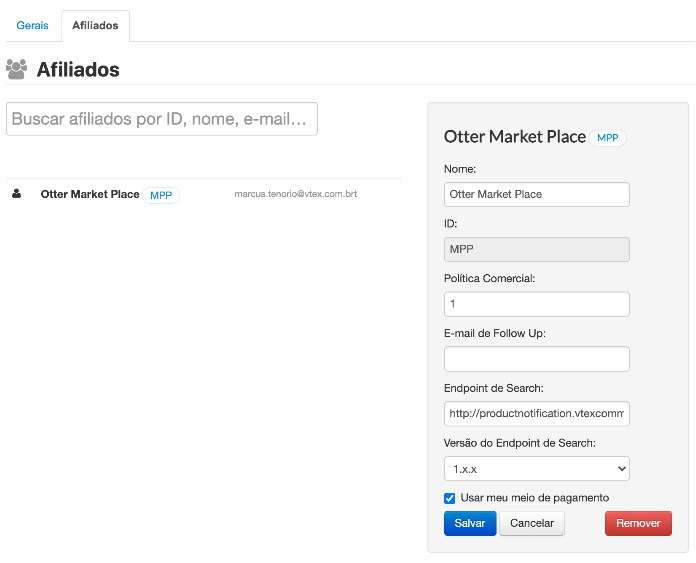 Gerais Afiliados
Afiliados
Buscar afiliados por ID, nome, e-mail...
Otter Market Place MPP marcus.tenorio@vtex.com.brt
Otter Market Place MPP
Nome:
Otter Market Place
ID:
MPP
Política Comercial:
1
E-mail de Follow Up:
Endpoint de Search:
http://productnotification.vtexcomm
Versão do Endpoint de Search:
1.x.x
Usar meu meio de pagamento
Salvar Cancelar Remover